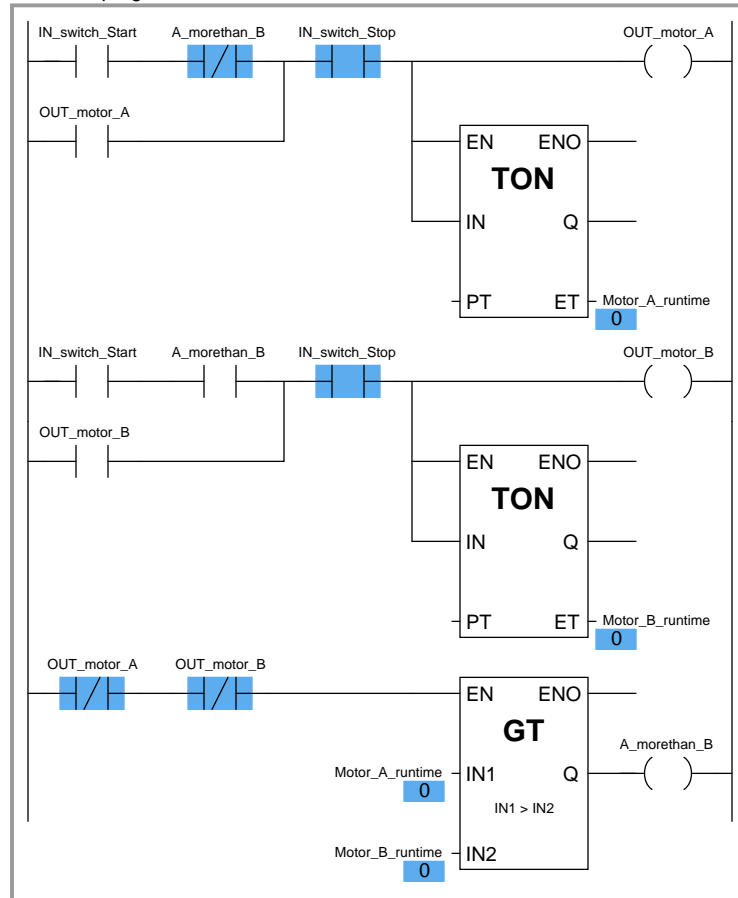 IN_switch_Start A_morethan_B IN_switch_Stop OUT_motor_A
OUT_motor_A
EN ENO
TON
IN Q
PT ET Motor_A_runtime
0
IN_switch_Start A_morethan_B IN_switch_Stop OUT_motor_B
OUT_motor_B
EN ENO
TON
IN Q
PT ET Motor_B_runtime
0
OUT_motor_A OUT_motor_B
EN ENO
GT
A_morethan_B
Motor_A_runtime IN1 Q
0
IN1 > IN2
Motor_B_runtime IN2
0